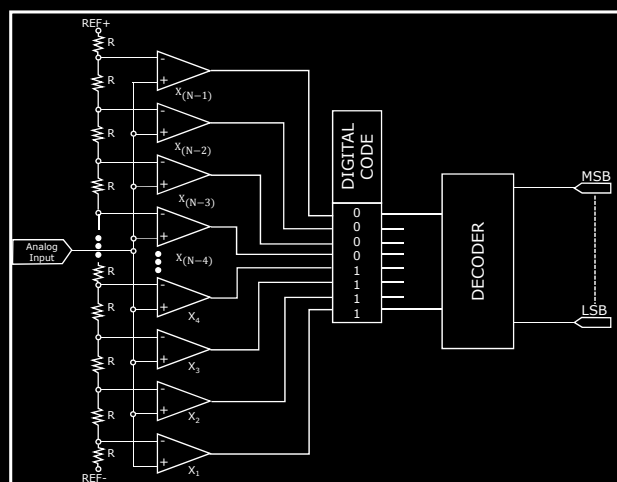 REF+
R
-
+
X(N-1)
R
-
+
X(N-2)
R
-
+
X(N-3)
R
-
+
X(N-4)
Analog
Input
R
-
+
X4
R
-
+
X3
R
-
+
X2
R
-
+
X1
R
REF-
DIGITAL
CODE
0
0
0
0
1
1
1
1
DECODER
MSB
LSB